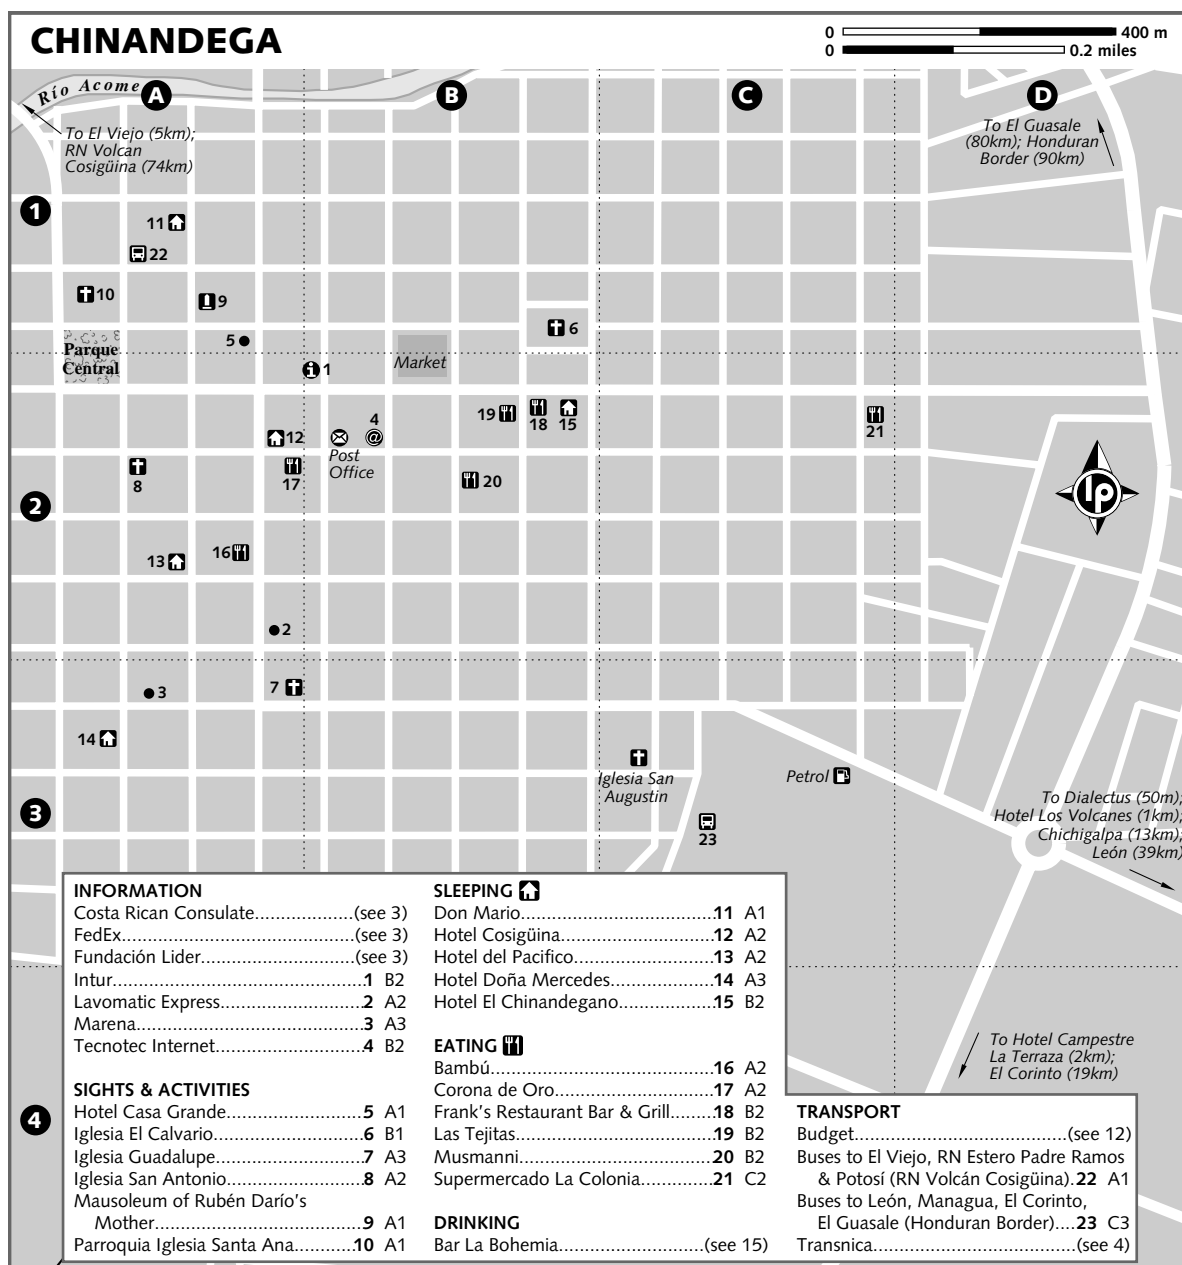 CHINANDEGA
0 400 m
0 0.2 miles
Río Acome
A
B
C
D
To El Viejo (5km);
RN Volcan
Cosigüina (74km)
To El Guasale
(80km); Honduran
Border (90km)
1
11
22
10
9
6
5
Parque
Central
1
Market
19
18
15
4
21
12
Post
Office
17
8
20
2
16
13
2
7
3
14
Iglesia San
Augustin
Petrol
To Dialectus (50m);
Hotel Los Volcanes (1km);
Chichigalpa (13km);
León (39km)
3
23
lp
To Hotel Campestre
La Terraza (2km);
El Corinto (19km)
4
INFORMATION
Costa Rican Consulate...................(see 3)
FedEx.............................................(see 3)
Fundación Lider..............................(see 3)
Intur................................................1 B2
Lavomatic Express............................2 A2
Marena............................................3 A3
Tecnotec Internet.............................4 B2
SIGHTS & ACTIVITIES
Hotel Casa Grande...........................5 A1
Iglesia El Calvario.............................6 B1
Iglesia Guadalupe.............................7 A3
Iglesia San Antonio...........................8 A2
Mausoleum of Rubén Darío's
Mother.........................................9 A1
Parroquia Iglesia Santa Ana...........10 A1
SLEEPING
Don Mario.....................................11 A1
Hotel Cosigüina..............................12 A2
Hotel del Pacifico...........................13 A2
Hotel Doña Mercedes....................14 A3
Hotel El Chinandegano..................15 B2
EATING
Bambú...........................................16 A2
Corona de Oro...............................17 A2
Frank's Restaurant Bar & Grill........18 B2
Las Tejitas......................................19 B2
Musmanni.....................................20 B2
Supermercado La Colonia..............21 C2
DRINKING
Bar La Bohemia............................(see 15)
TRANSPORT
Budget.........................................(see 12)
Buses to El Viejo, RN Estero Padre Ramos
& Potosí (RN Volcán Cosigüina).22 A1
Buses to León, Managua, El Corinto,
El Guasale (Honduran Border)....23 C3
Transnica.......................................(see 4)